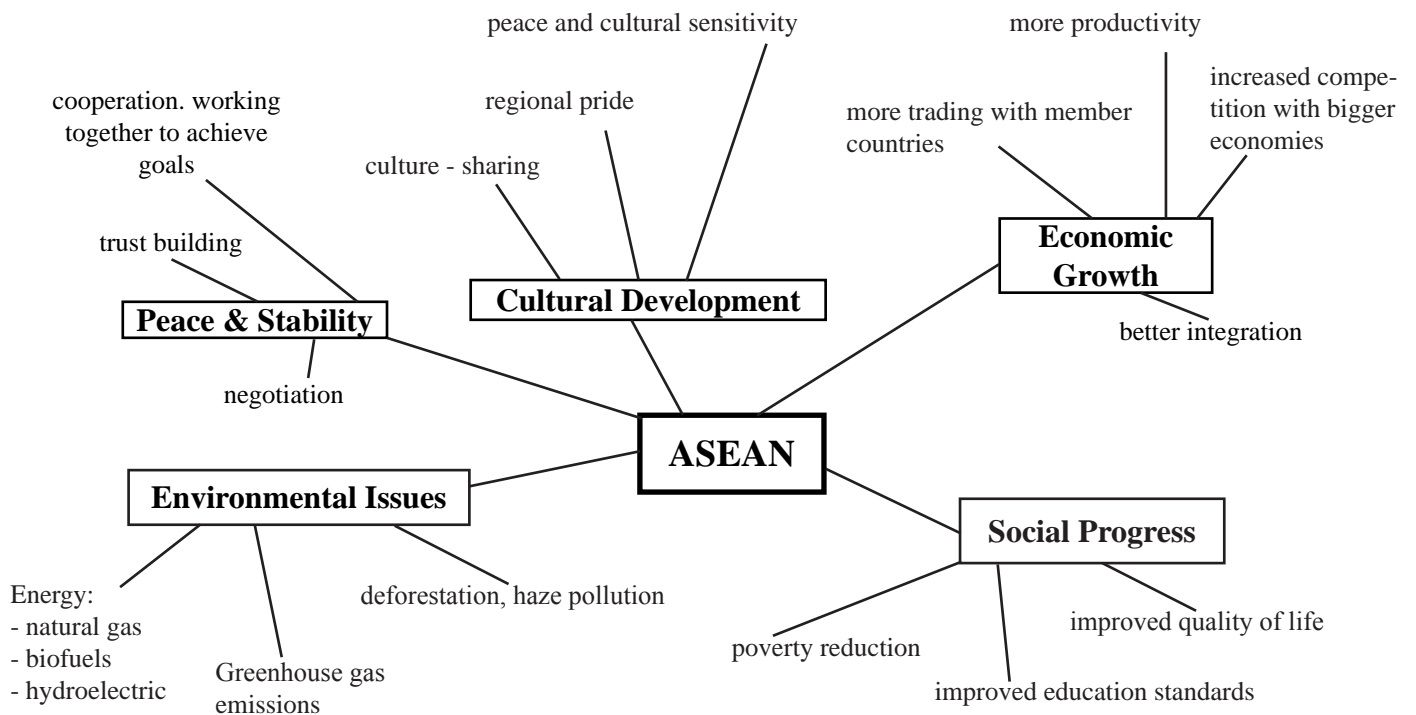 peace and cultural sensitivity
more productivity
cooperation. working
together to achieve
goals
regional pride
culture - sharing
more trading with member
countries
increased compe-
tition with bigger
economies
trust building
Peace & Stability
negotiation
Cultural Development
Economic
Growth
better integration
ASEAN
Environmental Issues
Energy:
- natural gas
- biofuels
- hydroelectric
Greenhouse gas
emissions
deforestation, haze pollution
Social Progress
poverty reduction
improved education standards
improved quality of life